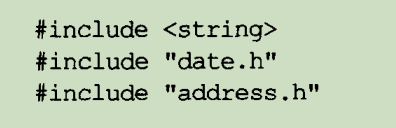 #include <string>
#include "date.h"
#include "address.h"